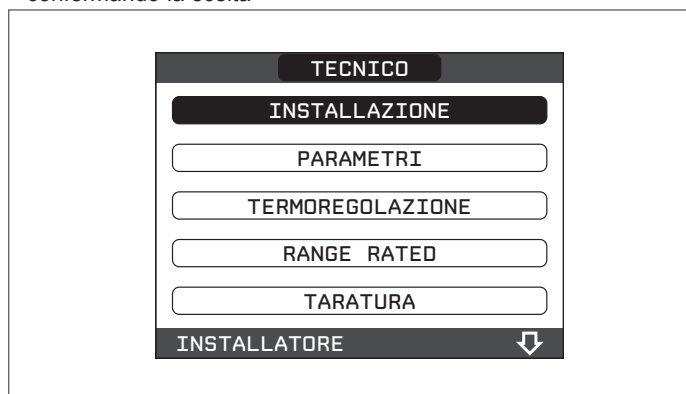 confermando la scelta
TECNICO
INSTALLAZIONE
PARAMETRI
TERMOREGOLAZIONE
RANGE RATED
TARATURA
INSTALLATORE